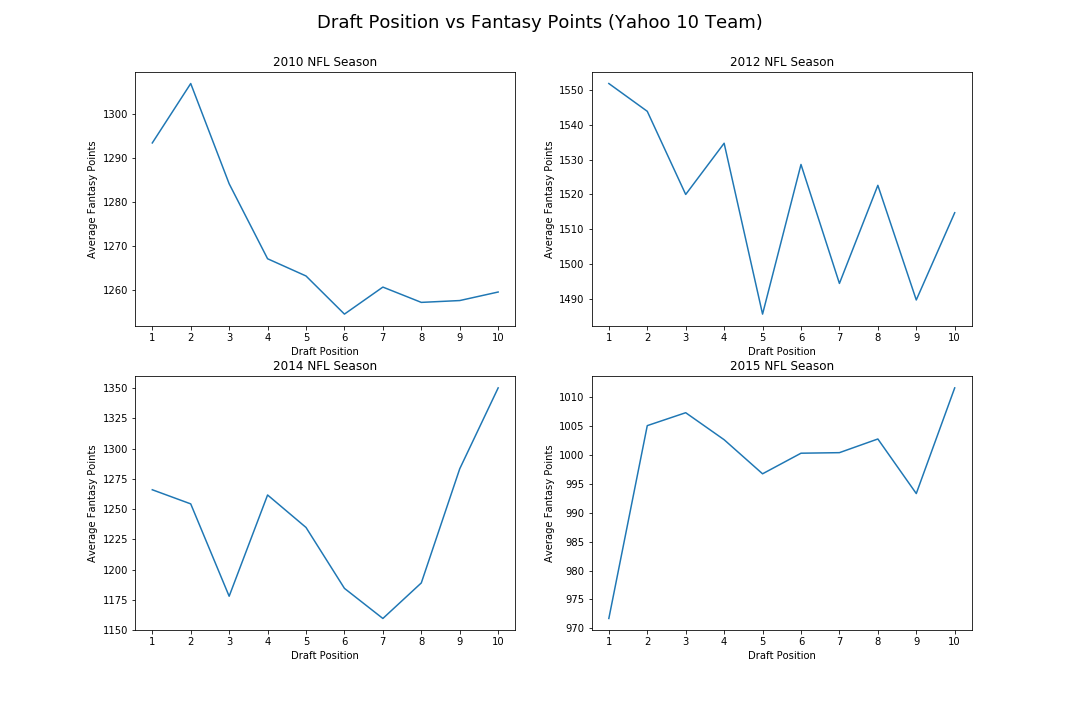 Draft Position vs Fantasy Points (Yahoo 10 Team)
2010 NFL Season
Average Fantasy Points
1300
1290
1280
1270
1260
1 2 3 4 5 6 7 8 9 10
Draft Position
2012 NFL Season
Average Fantasy Points
1550
1540
1530
1520
1510
1500
1490
1 2 3 4 5 6 7 8 9 10
Draft Position
2014 NFL Season
Average Fantasy Points
1350
1325
1300
1275
1250
1225
1200
1175
1150
1 2 3 4 5 6 7 8 9 10
Draft Position
2015 NFL Season
Average Fantasy Points
1010
1005
1000
995
990
985
980
975
970
1 2 3 4 5 6 7 8 9 10
Draft Position